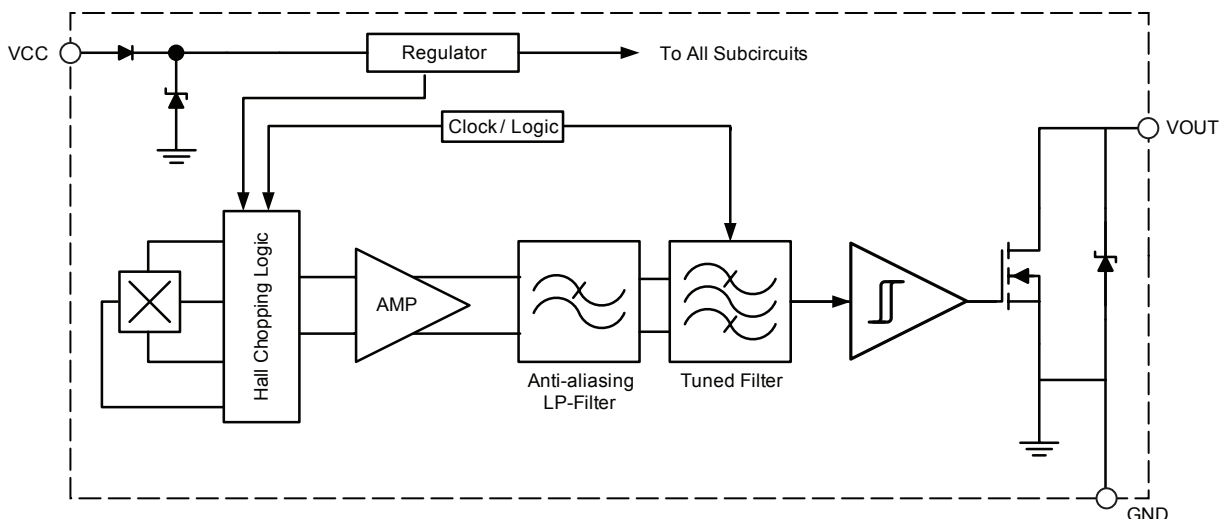 VCC
Regulator
To All Subcircuits
Clock / Logic
VOUT
Hall Chopping Logic
AMP
Anti-aliasing
LP-Filter
Tuned Filter
GND